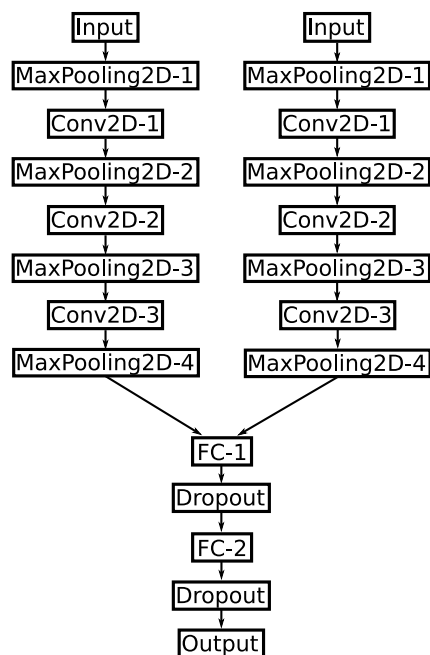 Input
MaxPooling2D-1
Conv2D-1
MaxPooling2D-2
Conv2D-2
MaxPooling2D-3
Conv2D-3
MaxPooling2D-4
Input
MaxPooling2D-1
Conv2D-1
MaxPooling2D-2
Conv2D-2
MaxPooling2D-3
Conv2D-3
MaxPooling2D-4
FC-1
Dropout
FC-2
Dropout
Output